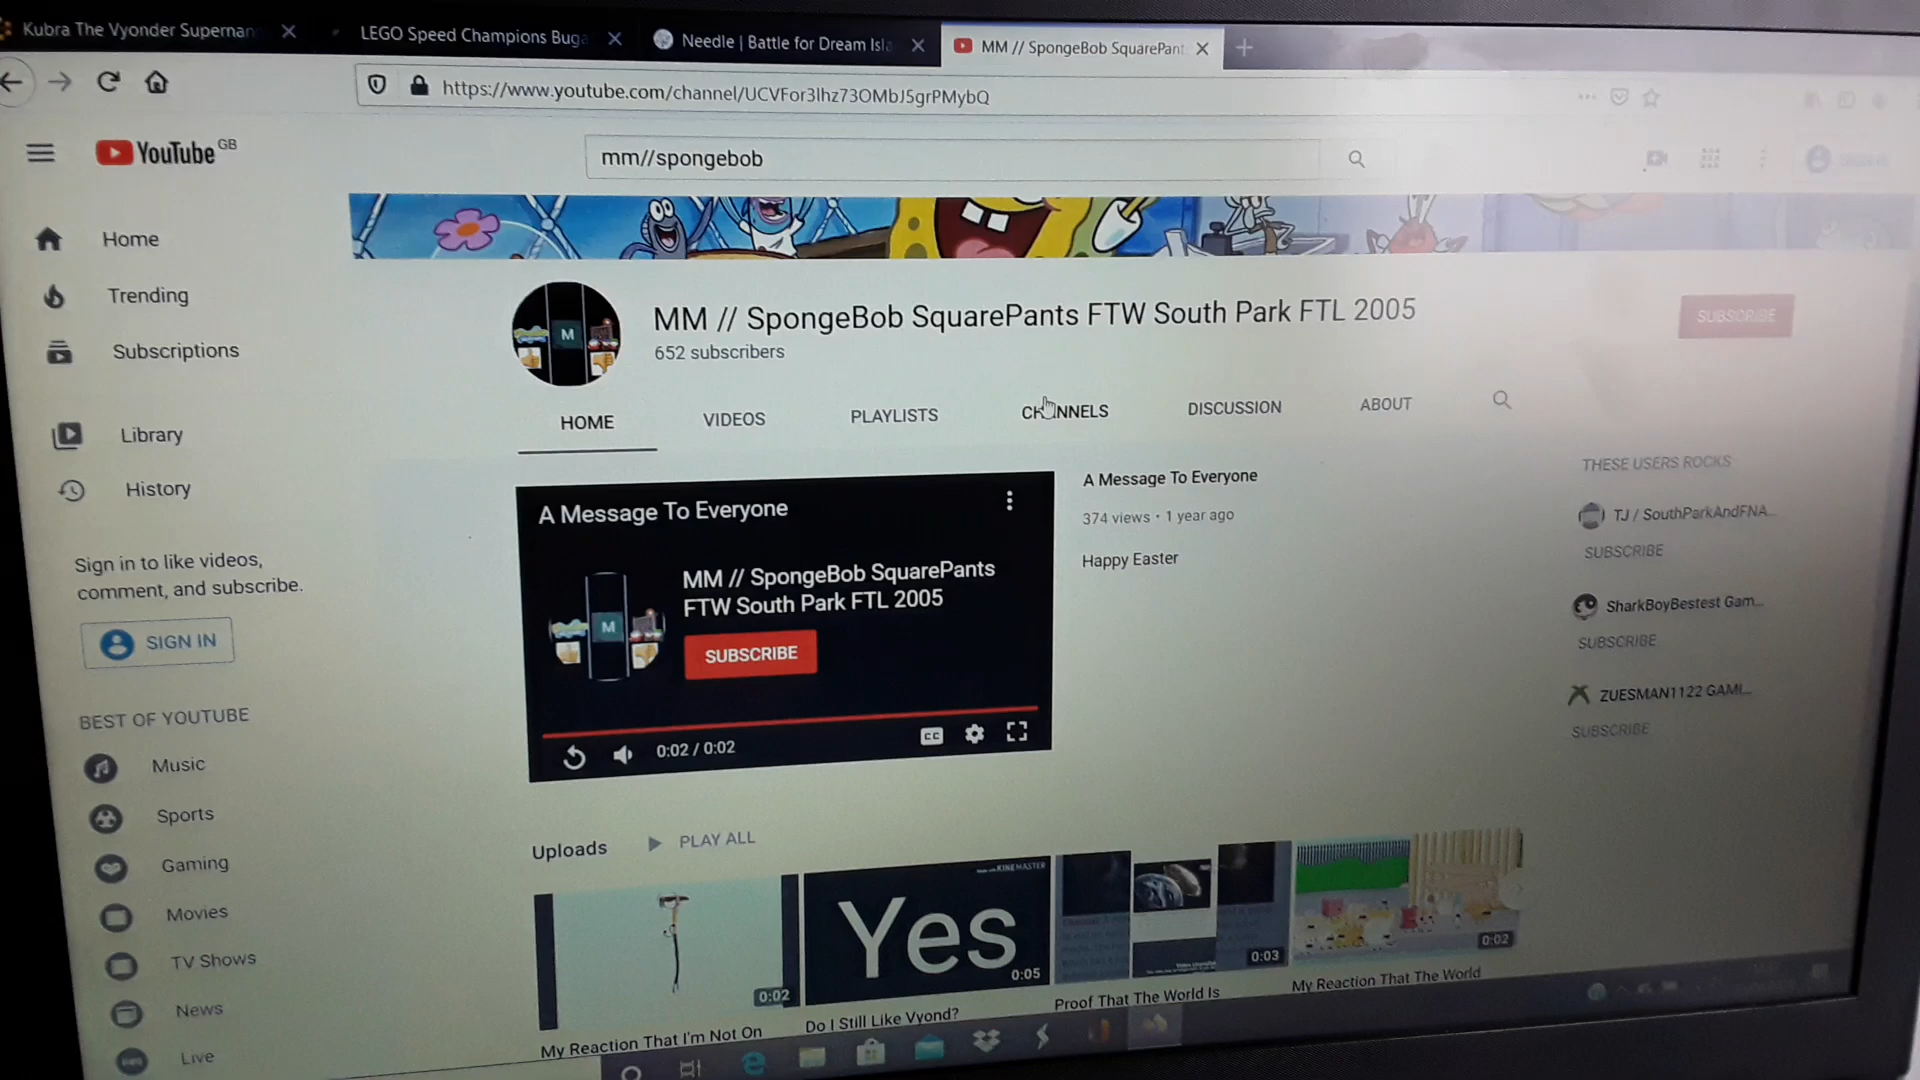 Kubra The Vyonder Supernan
LEGO Speed Champions Buga
Needle | Battle for Dream Isla
MM // SpongeBob SquarePant
https://www.youtube.com/channel/UCVFor3lhz73OMbJ5grPMybQ
YouTube GB
mm//spongebob
Home
Trending
Subscriptions
Library
History
Sign in to like videos,
comment, and subscribe.
SIGN IN
BEST OF YOUTUBE
Music
Sports
Gaming
Movies
TV Shows
News
Live
MM // SpongeBob SquarePants FTW South Park FTL 2005
652 subscribers
SUBSCRIBE
HOME
VIDEOS
PLAYLISTS
CHANNELS
DISCUSSION
ABOUT
A Message To Everyone
M
MM // SpongeBob SquarePants
FTW South Park FTL 2005
SUBSCRIBE
0:02 / 0:02
CC
A Message To Everyone
374 views • 1 year ago
Happy Easter
THESE USERS ROCKS
TJ / SouthParkAndFNA...
SUBSCRIBE
SharkBoyBestest Gam...
SUBSCRIBE
ZUESMAN1122 GAMI...
SUBSCRIBE
Uploads
PLAY ALL
0:02
My Reaction That I'm Not On
KINEMASTER
Yes
0:05
Do I Still Like Vyond?
0:03
Proof That The World Is
0:02
My Reaction That The World